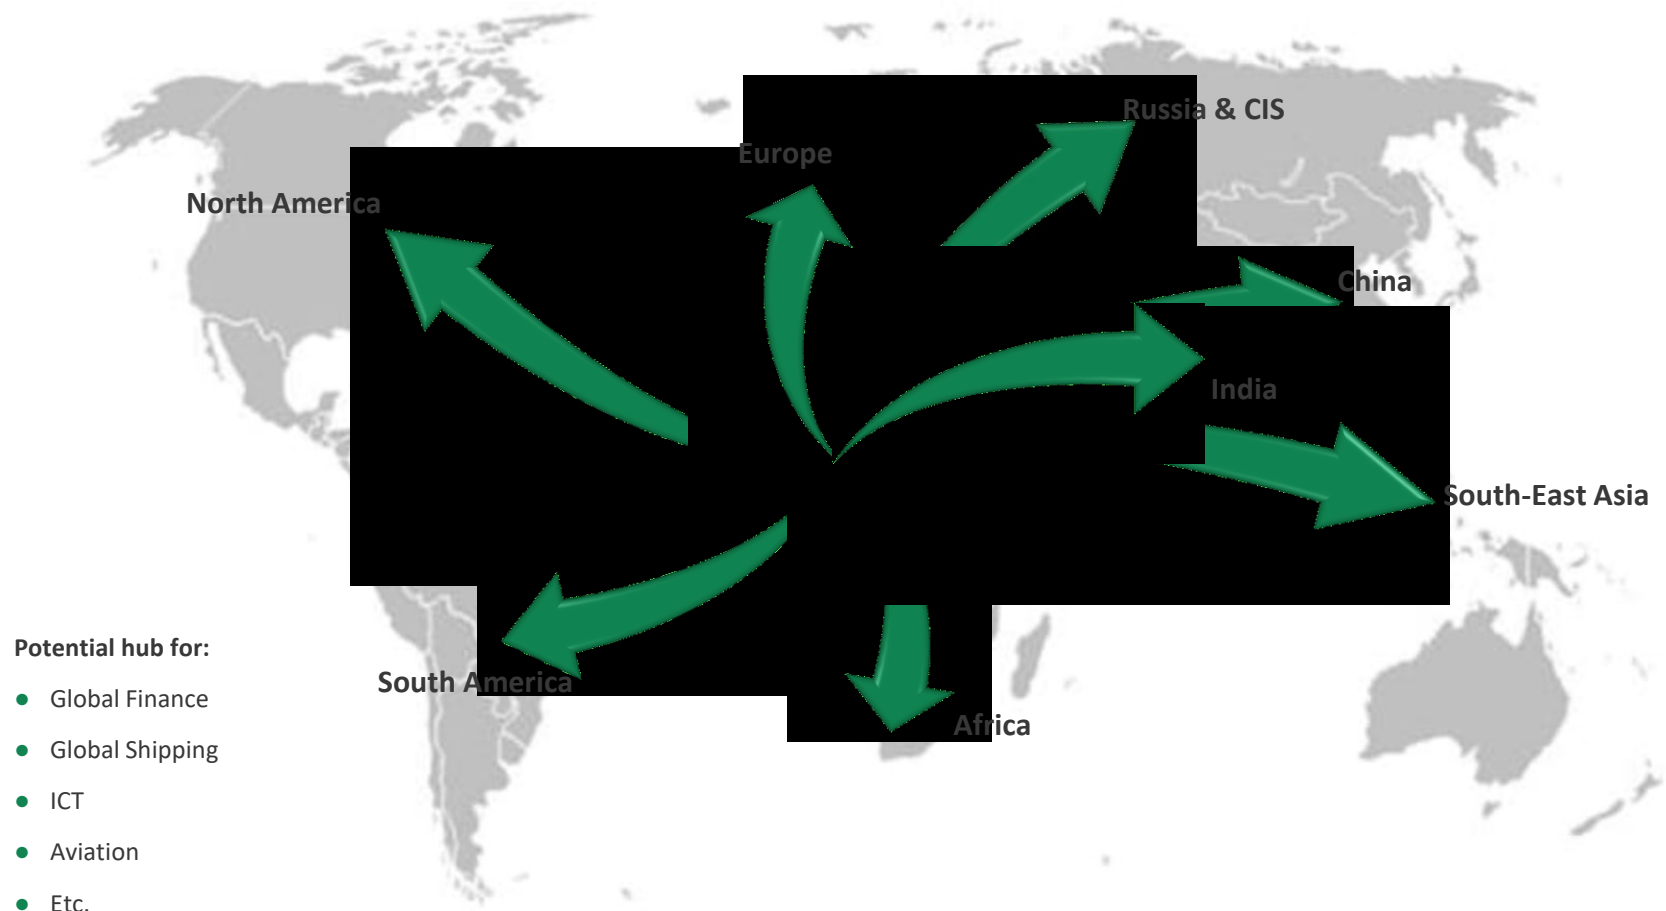 Russia & CIS
Europe
North America
China
India
South-East Asia
Potential hub for:
South America
● Global Finance
Africa
● Global Shipping
● ICT
● Aviation
● Etc.